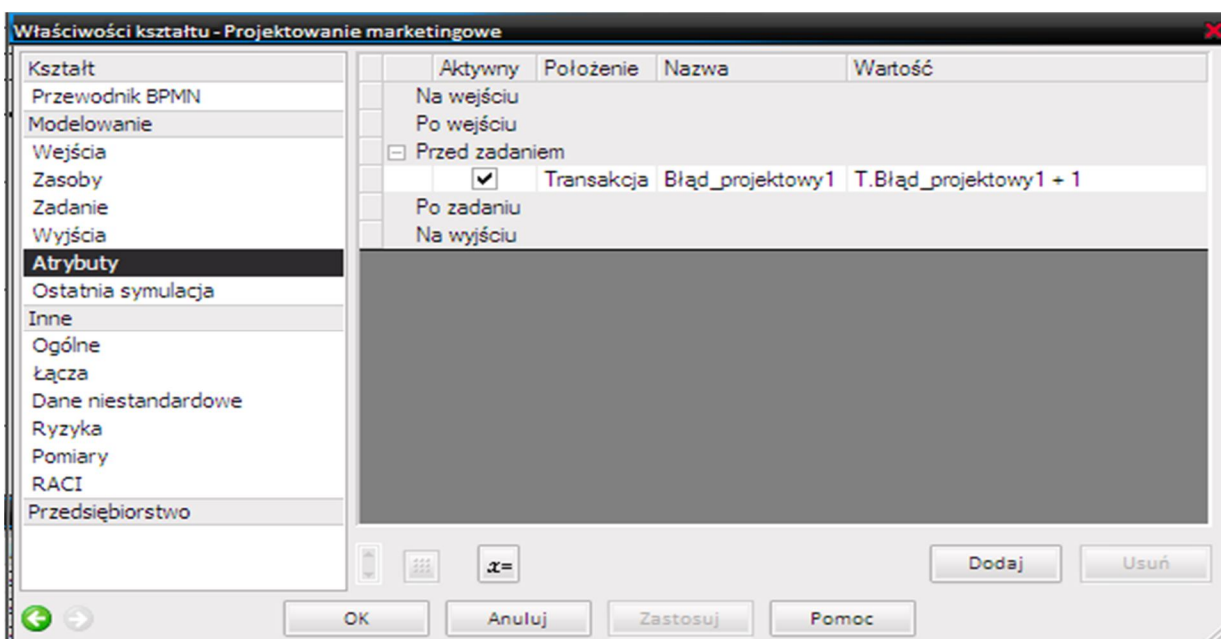 Właściwości kształtu - Projektowanie marketingowe
Kształt
Przewodnik BPMN
Modelowanie
Wejścia
Zasoby
Zadanie
Wyjścia
Atrybuty
Ostatnia symulacja
Inne
Ogólne
Łącza
Dane niestandardowe
Ryzyka
Pomiary
RACI
Przedsiębiorstwo
Aktywny Położenie Nazwa Wartość
Na wejściu
Po wejściu
Przed zadaniem
Transakcja Błąd_projektowy1 T.Błąd_projektowy1 + 1
Po zadaniu
Na wyjściu
x=
Dodaj Usuń
OK Anuluj Zastosuj Pomoc